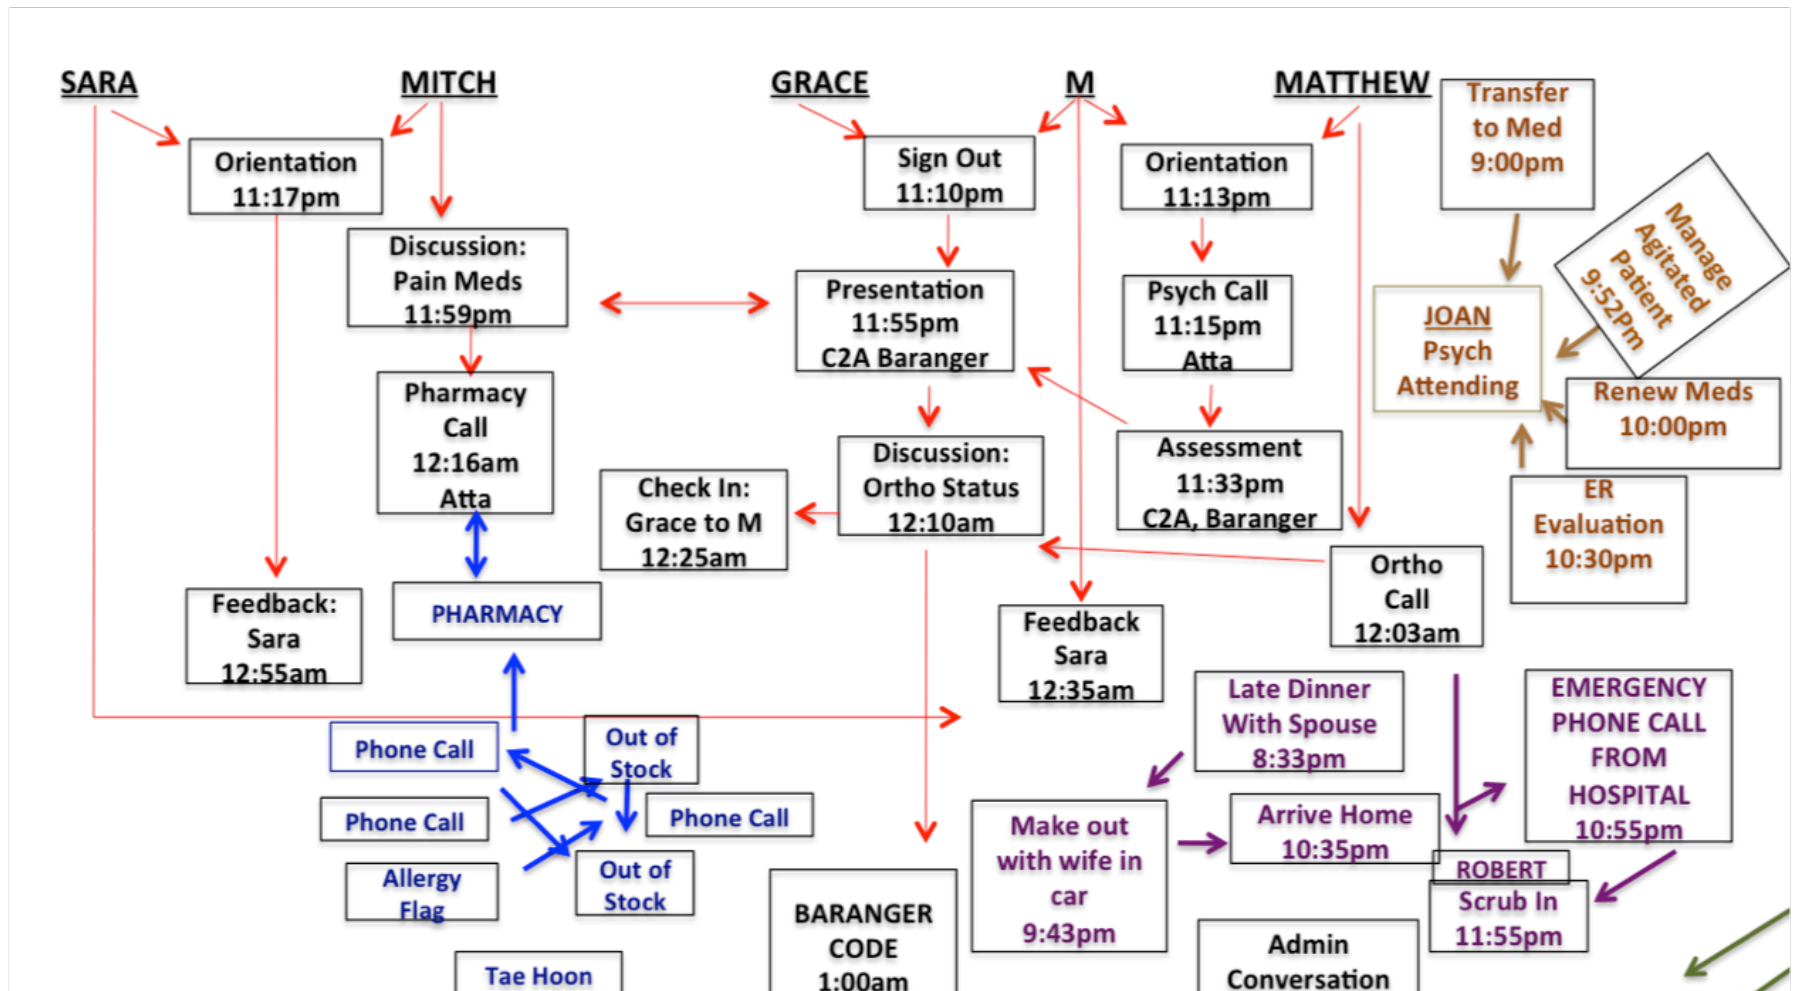 SARA
MITCH
GRACE
M
MATTHEW
Transfer
to Med
9:00pm
Orientation
11:17pm
Sign Out
11:10pm
Orientation
11:13pm
Manage
Agitated
Patient
9:52Pm
Discussion:
Pain Meds
11:59pm
Presentation
11:55pm
C2A Baranger
Psych Call
11:15pm
Atta
JOAN
Psych
Attending
Renew Meds
10:00pm
Pharmacy
Call
12:16am
Atta
Check In:
Grace to M
12:25am
Discussion:
Ortho Status
12:10am
Assessment
11:33pm
C2A, Baranger
ER
Evaluation
10:30pm
Ortho
Call
12:03am
Feedback:
Sara
12:55am
PHARMACY
Feedback
Sara
12:35am
Late Dinner
With Spouse
8:33pm
EMERGENCY
PHONE CALL
FROM
HOSPITAL
10:55pm
Phone Call
Out of
Stock
Phone Call
Phone Call
Allergy
Flag
Out of
Stock
Make out
with wife in
car
9:43pm
Arrive Home
10:35pm
ROBERT
Scrub In
11:55pm
BARANGER
CODE
1:00am
Admin
Conversation
Tae Hoon